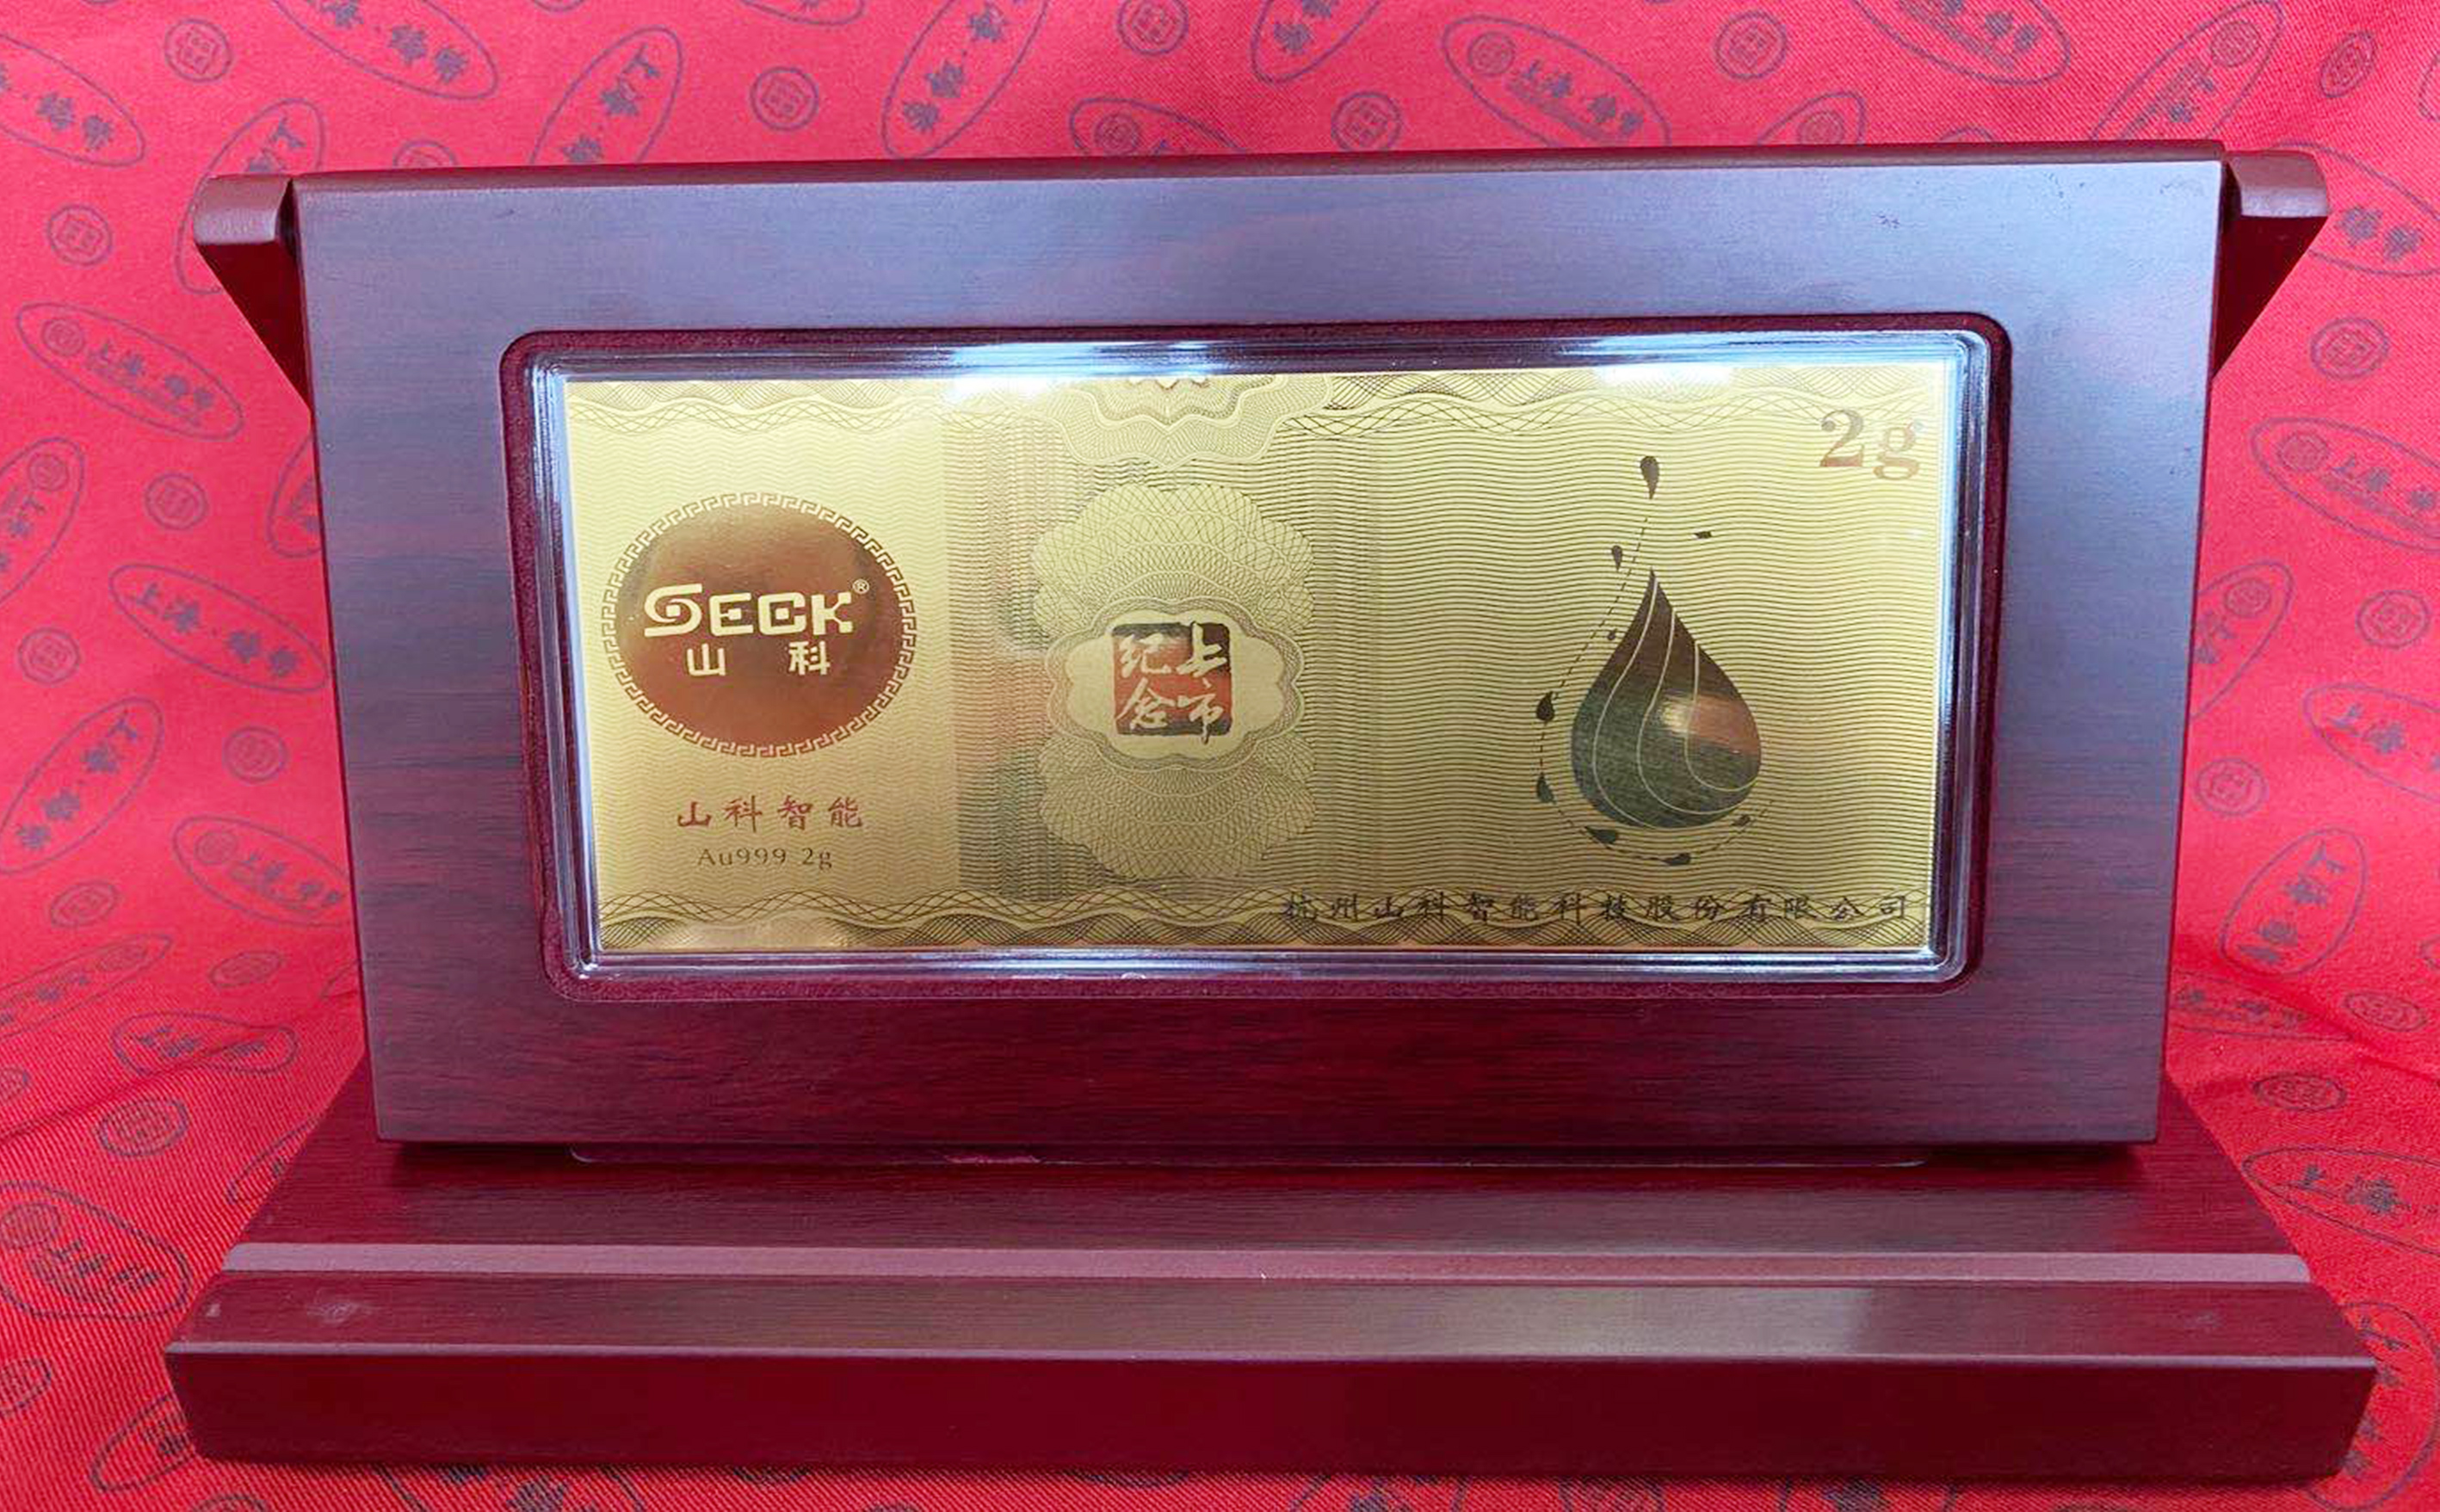 2g
SECK®
山 科
上市
纪念
山科智能
Au999 2g
杭州山科智能科技股份有限公司